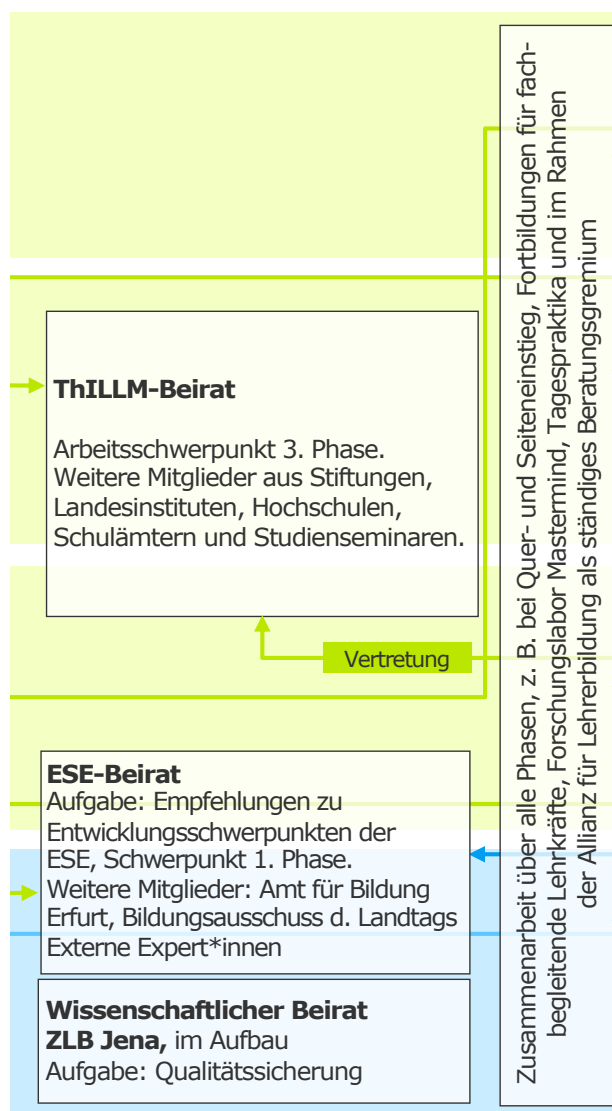 ThILLM-Beirat
Arbeitsschwerpunkt 3. Phase.
Weitere Mitglieder aus Stiftungen,
Landesinstituten, Hochschulen,
Schulämtern und Studienseminaren.
Vertretung
ESE-Beirat
Aufgabe: Empfehlungen zu
Entwicklungsschwerpunkten der
ESE, Schwerpunkt 1. Phase.
Weitere Mitglieder: Amt für Bildung
Erfurt, Bildungsausschuss d. Landtags
Externe Expert*innen
Wissenschaftlicher Beirat
ZLB Jena, im Aufbau
Aufgabe: Qualitätssicherung
Zusammenarbeit über alle Phasen, z. B. bei Quer- und Seiteneinstieg, Fortbildungen für fach-
begleitende Lehrkräfte, Forschungslabor Mastermind, Tagespraktika und im Rahmen
der Allianz für Lehrerbildung als ständiges Beratungsgremium